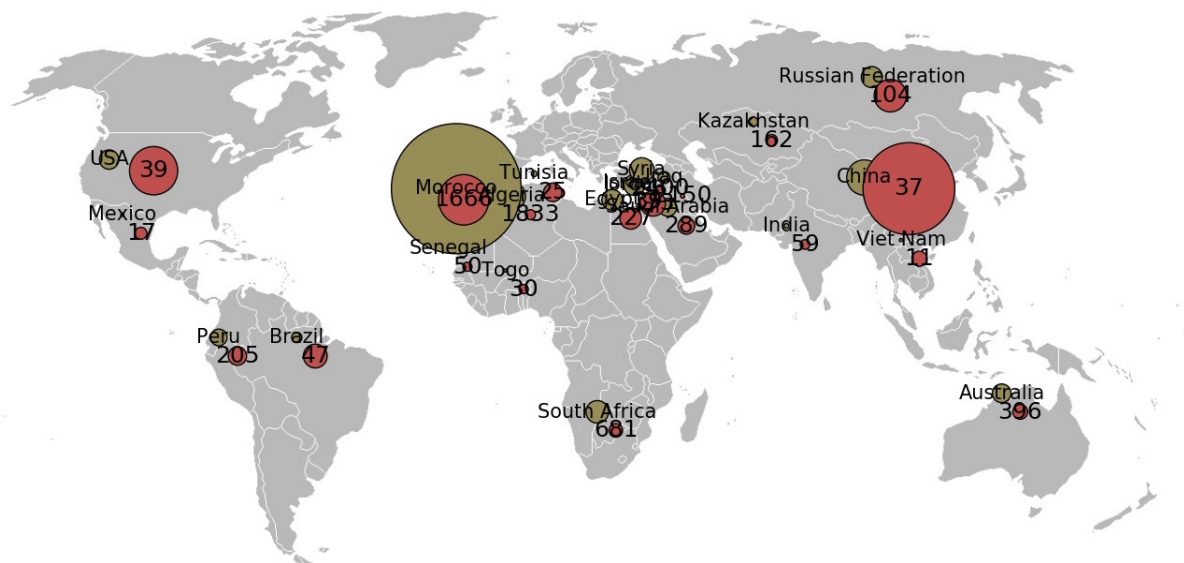 Russian Federation
104
Kazakhstan
162
USA
39
Tunisia
25
Syria
China
37
Morocco
1666
Algeria
1833
Egypt
227
Saudi Arabia
289
Mexico
17
India
59
Viet Nam
11
Senegal
50
Togo
30
Peru
205
Brazil
47
Australia
396
South Africa
681